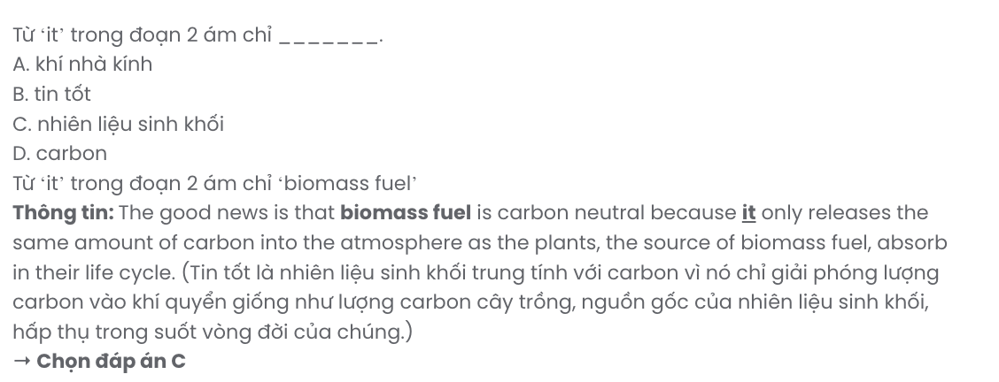 Từ ‘it’ trong đoạn 2 ám chỉ _______.
A. khí nhà kính
B. tin tốt
C. nhiên liệu sinh khối
D. carbon
Từ ‘it’ trong đoạn 2 ám chỉ ‘biomass fuel’
Thông tin: The good news is that biomass fuel is carbon neutral because it only releases the
same amount of carbon into the atmosphere as the plants, the source of biomass fuel, absorb
in their life cycle. (Tin tốt là nhiên liệu sinh khối trung tính với carbon vì nó chỉ giải phóng lượng
carbon vào khí quyển giống như lượng carbon cây trồng, nguồn gốc của nhiên liệu sinh khối,
hấp thụ trong suốt vòng đời của chúng.)
→ Chọn đáp án C